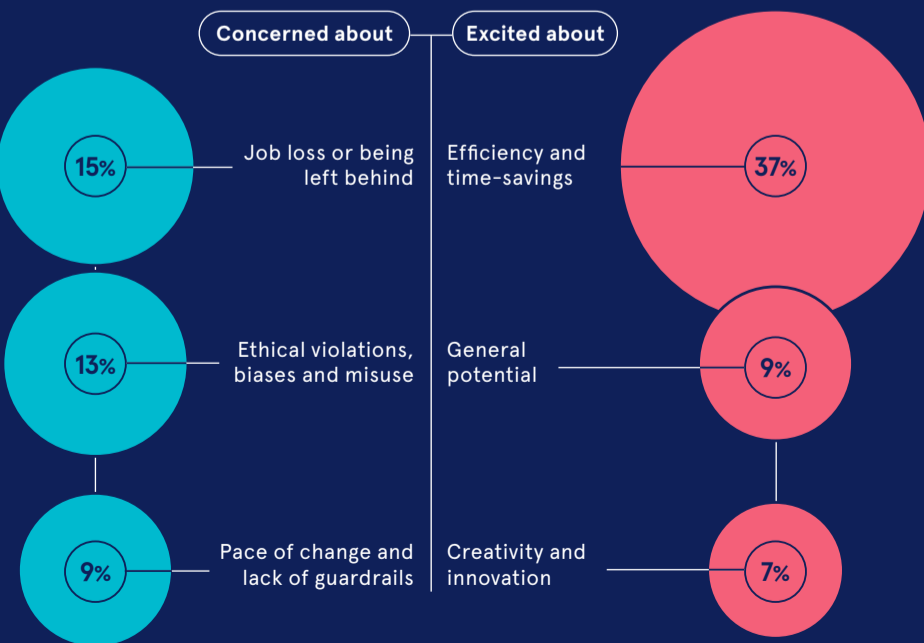 Concerned about
Excited about
15%
Job loss or being
left behind
Efficiency and
time-savings
37%
13%
Ethical violations,
biases and misuse
General
potential
9%
9%
Pace of change and
lack of guardrails
Creativity and
innovation
7%